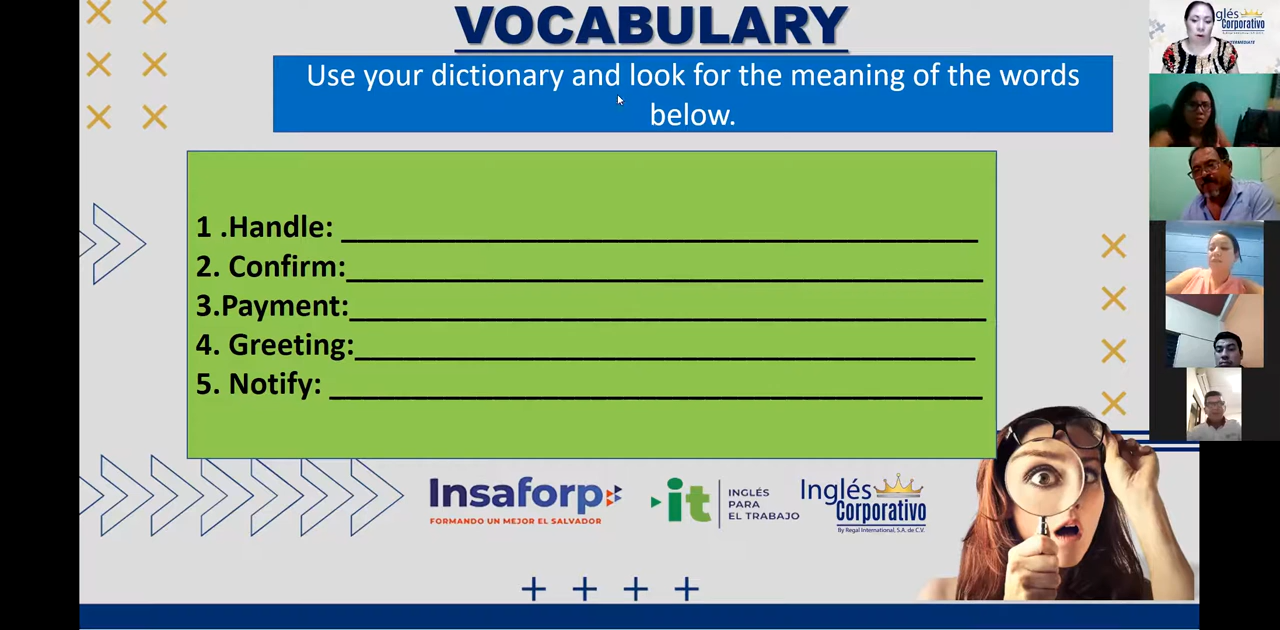 VOCABULARY
Use your dictionary and look for the meaning of the words
below.
1 .Handle: ___________________________________________
2. Confirm:___________________________________________
3.Payment:___________________________________________
4. Greeting:__________________________________________
5. Notify: ____________________________________________
Insaforp
FORMANDO UN MEJOR EL SALVADOR
it
INGLÉS
PARA
EL TRABAJO
Inglés
Corporativo
By Regal International, S.A. de C.V.
glés
Corporativo